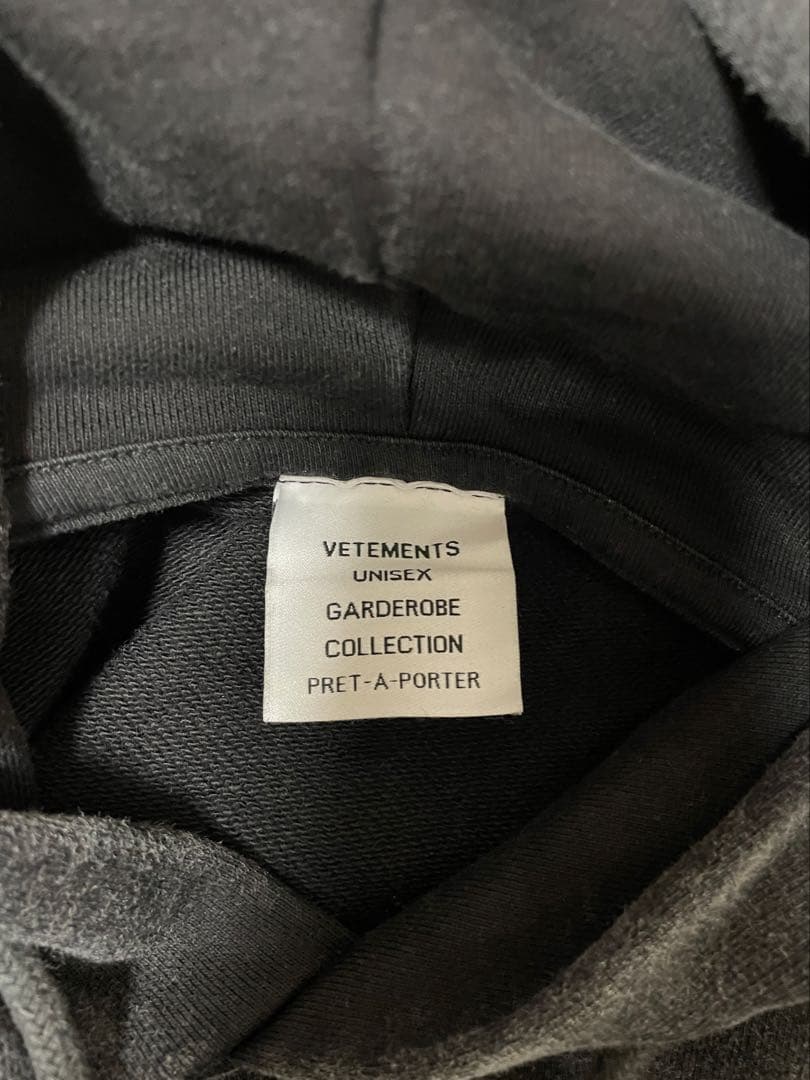 VETEMENTS
UNISEX
GARDEROBE
COLLECTION
PRET-A-PORTER